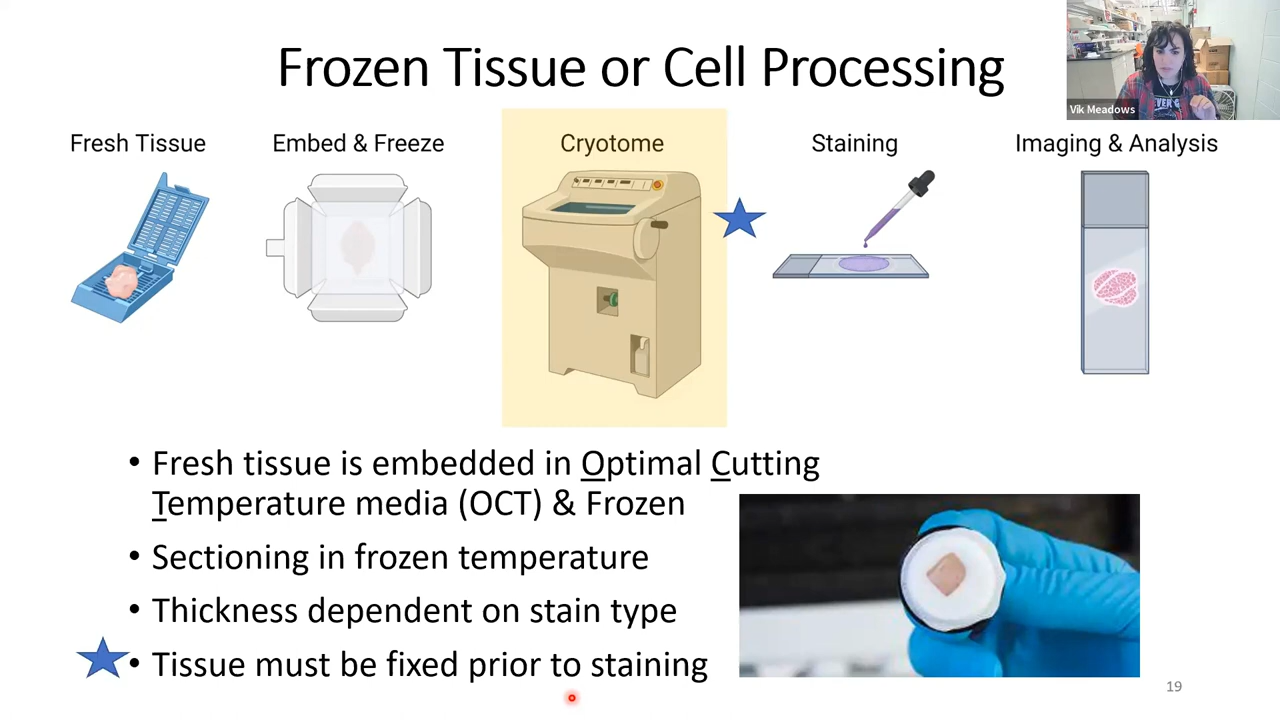 Frozen Tissue or Cell Processing
Vik Meadows
Fresh Tissue
Embed & Freeze
Cryotome
Staining
Imaging & Analysis
• Fresh tissue is embedded in Optimal Cutting
Temperature media (OCT) & Frozen
• Sectioning in frozen temperature
• Thickness dependent on stain type
• Tissue must be fixed prior to staining
19